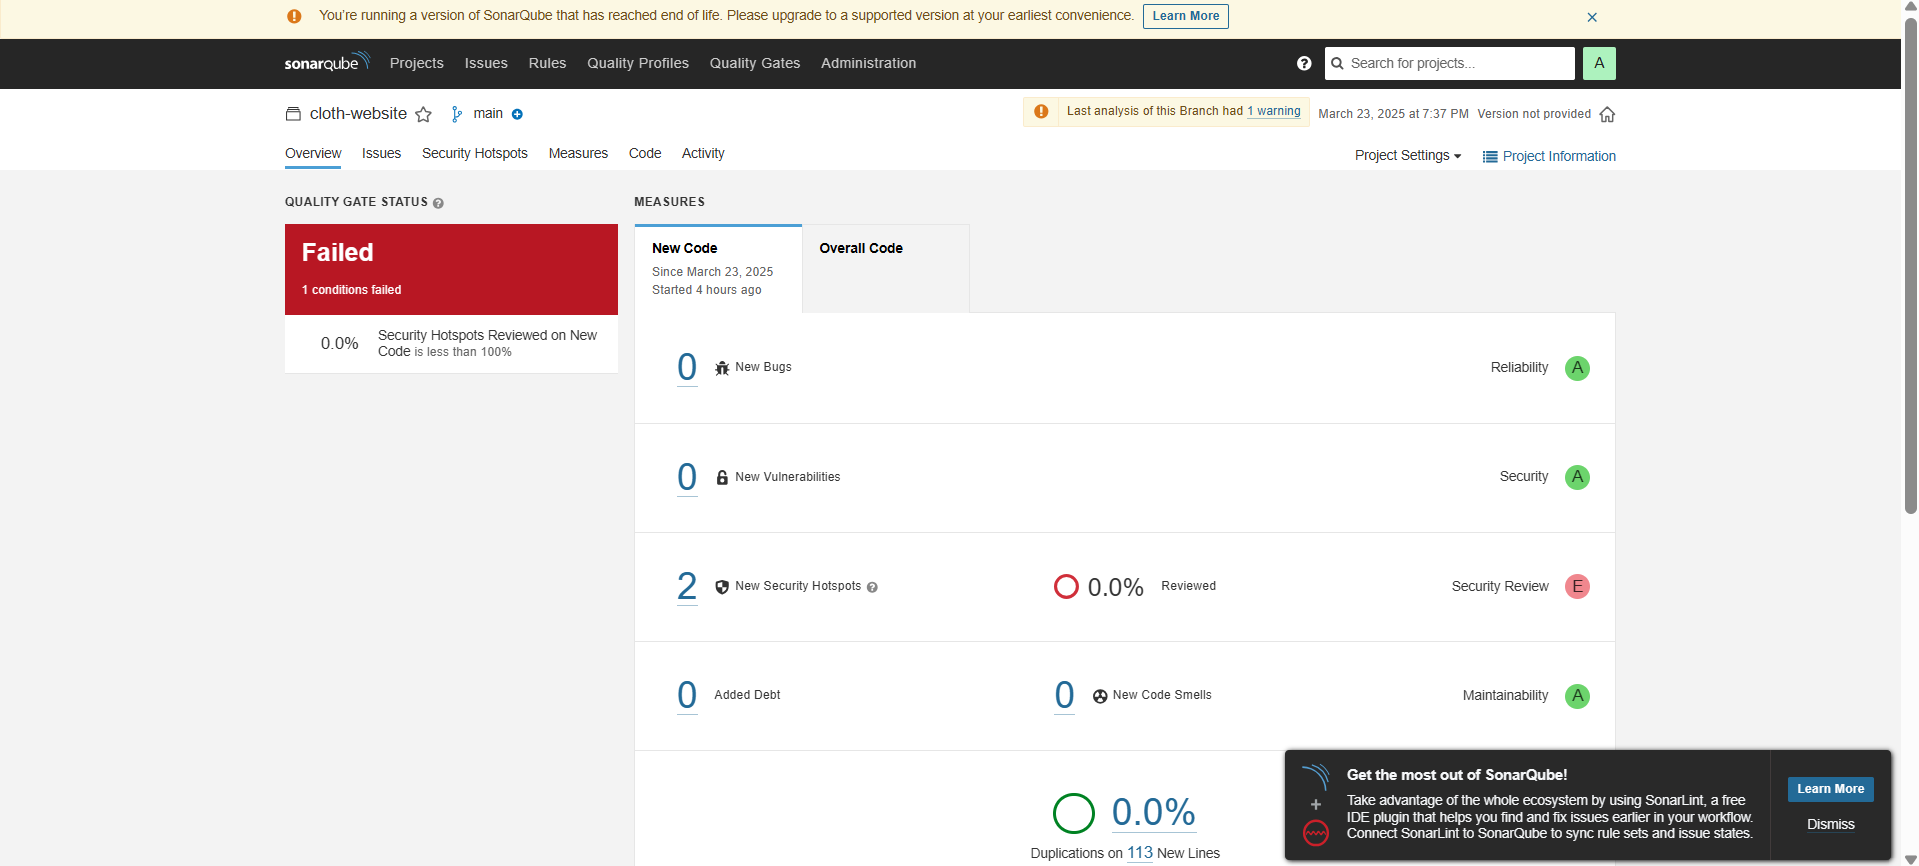 You're running a version of SonarQube that has reached end of life. Please upgrade to a supported version at your earliest convenience. Learn More
sonarqube Projects Issues Rules Quality Profiles Quality Gates Administration Search for projects... A
cloth-website main Last analysis of this Branch had 1 warning March 23, 2025 at 7:37 PM Version not provided
Overview Issues Security Hotspots Measures Code Activity Project Settings Project Information
QUALITY GATE STATUS
Failed
1 conditions failed
0.0% Security Hotspots Reviewed on New
Code is less than 100%
MEASURES
New Code
Since March 23, 2025
Started 4 hours ago
Overall Code
0 New Bugs Reliability A
0 New Vulnerabilities Security A
2 New Security Hotspots 0.0% Reviewed Security Review E
0 Added Debt 0 New Code Smells Maintainability A
0.0%
Duplications on 113 New Lines
Get the most out of SonarQube!
Take advantage of the whole ecosystem by using SonarLint, a free
IDE plugin that helps you find and fix issues earlier in your workflow.
Connect SonarLint to SonarQube to sync rule sets and issue states.
Learn More
Dismiss